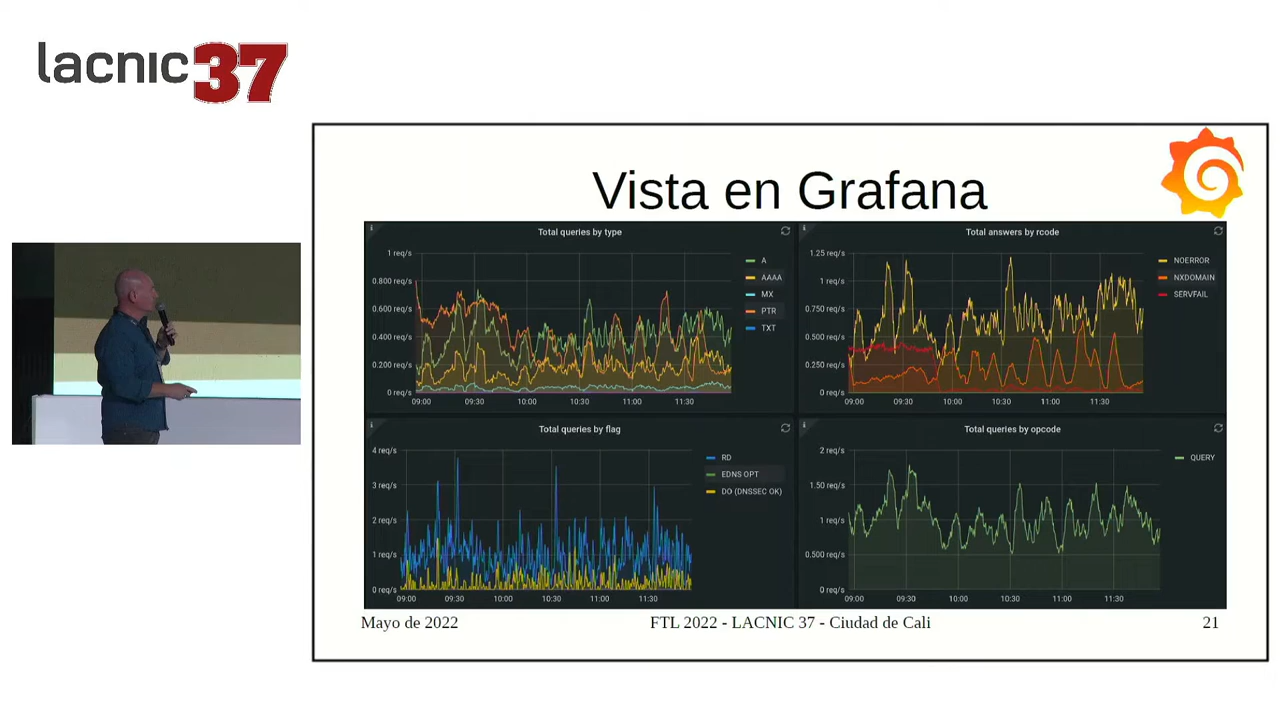 lacnic37
Vista en Grafana
Total queries by type
1 req/s
0.800 req/s
0.600 req/s
0.400 req/s
0.200 req/s
0 req/s
09:00 09:30 10:00 10:30 11:00 11:30
A
AAAA
MX
PTR
TXT
Total answers by rcode
1.25 req/s
1 req/s
0.750 req/s
0.500 req/s
0.250 req/s
0 req/s
09:00 09:30 10:00 10:30 11:00 11:30
NOERROR
NXDOMAIN
SERVFAIL
Total queries by flag
4 req/s
3 req/s
2 req/s
1 req/s
0 req/s
09:00 09:30 10:00 10:30 11:00 11:30
RD
EDNS OPT
DO (DNSSEC OK)
Total queries by opcode
2 req/s
1.50 req/s
1 req/s
0.500 req/s
0 req/s
09:00 09:30 10:00 10:30 11:00 11:30
QUERY
Mayo de 2022
FTL 2022 - LACNIC 37 - Ciudad de Cali
21